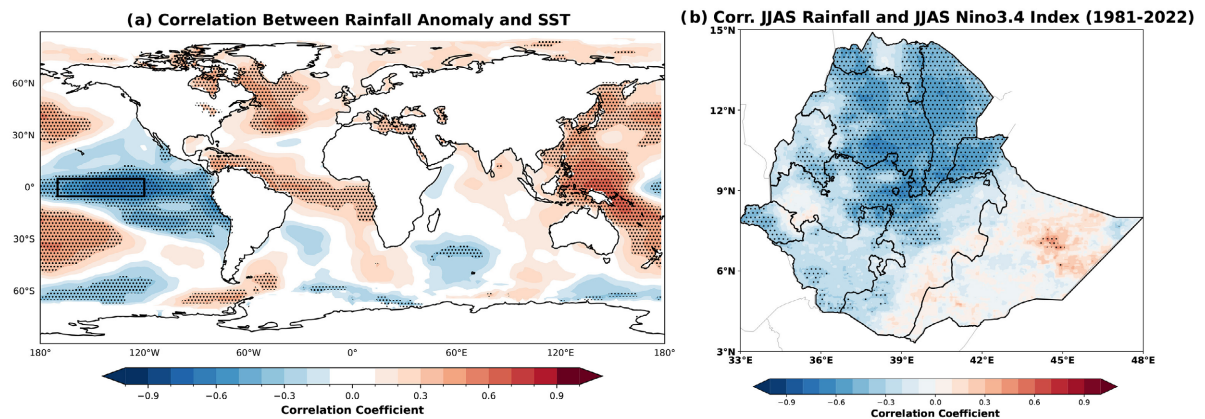 (a) Correlation Between Rainfall Anomaly and SST
60°N
30°N
0°
30°S
60°S
180° 120°W 60°W 0° 60°E 120°E 180°
−0.9 −0.6 −0.3 0.0 0.3 0.6 0.9
Correlation Coefficient
(b) Corr. JJAS Rainfall and JJAS Nino3.4 Index (1981-2022)
15°N
12°N
9°N
6°N
3°N
33°E 36°E 39°E 42°E 45°E 48°E
−0.9 −0.6 −0.3 0.0 0.3 0.6 0.9
Correlation Coefficient